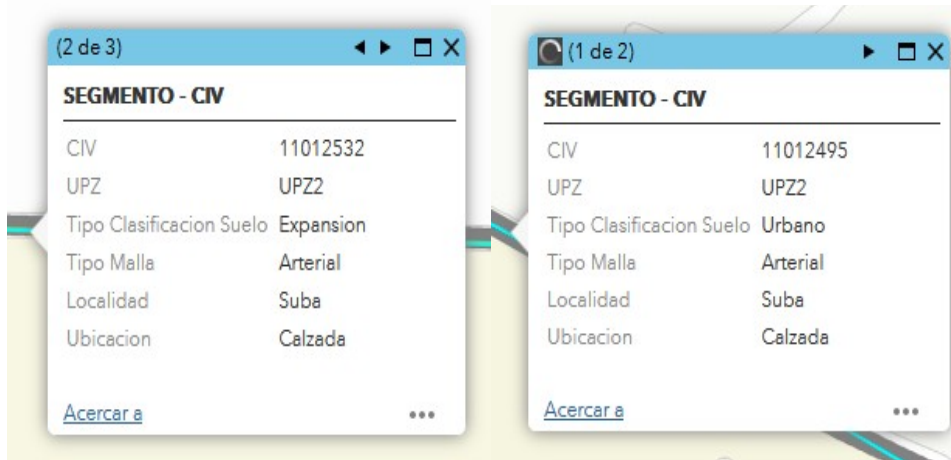 (2 de 3)
SEGMENTO - CIV
CIV 11012532
UPZ UPZ2
Tipo Clasificacion Suelo Expansion
Tipo Malla Arterial
Localidad Suba
Ubicacion Calzada
Acercar a
(1 de 2)
SEGMENTO - CIV
CIV 11012495
UPZ UPZ2
Tipo Clasificacion Suelo Urbano
Tipo Malla Arterial
Localidad Suba
Ubicacion Calzada
Acercar a